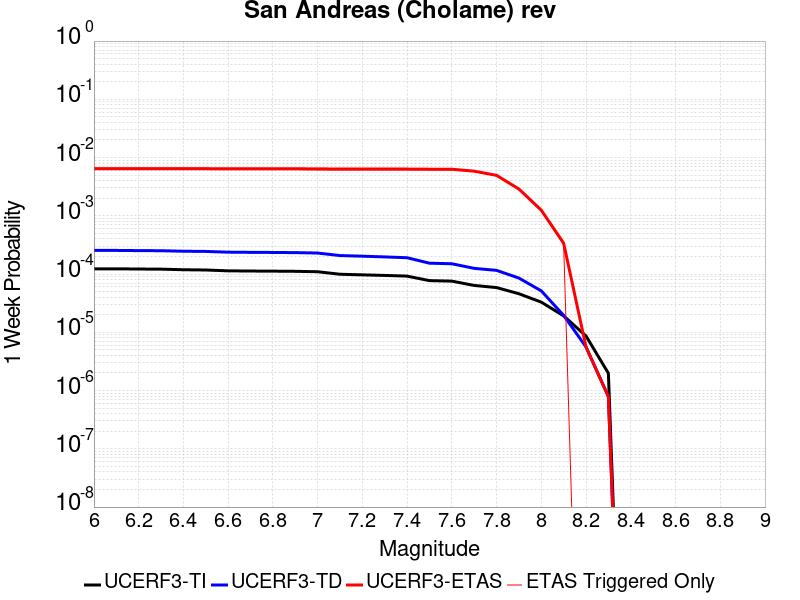 San Andreas (Cholame) rev
10^0
10^-1
10^-2
10^-3
10^-4
10^-5
10^-6
10^-7
10^-8
1 Week Probability
6 6.2 6.4 6.6 6.8 7 7.2 7.4 7.6 7.8 8 8.2 8.4 8.6 8.8 9
Magnitude
UCERF3-TI UCERF3-TD UCERF3-ETAS ETAS Triggered Only